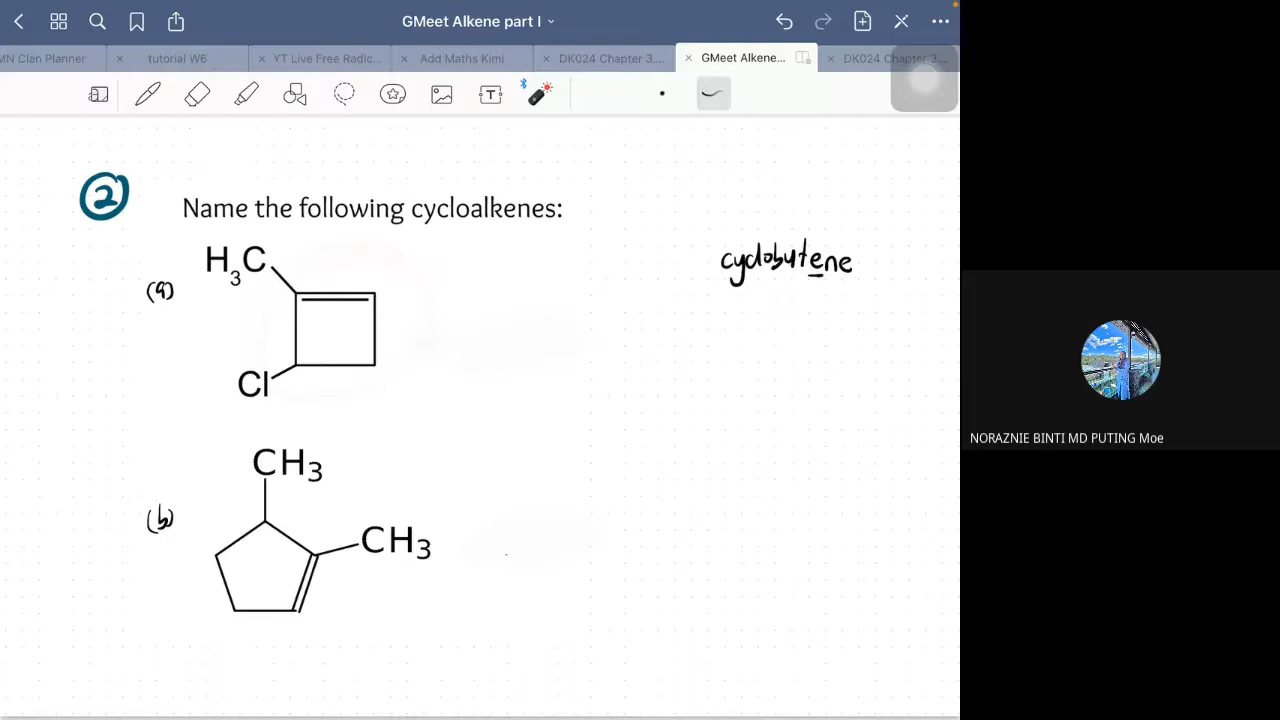 GMeet Alkene part I
MN Clan Planner
tutorial W6
YT Live Free Radic...
Add Maths Kimi
DK024 Chapter 3....
GMeet Alkene...
DK024 Chapter 3....
T
2
Name the following cycloalkenes:
cyclobutene
(a)
H3C
Cl
CH3
(b)
CH3
NORAZNIE BINTI MD PUTING Moe